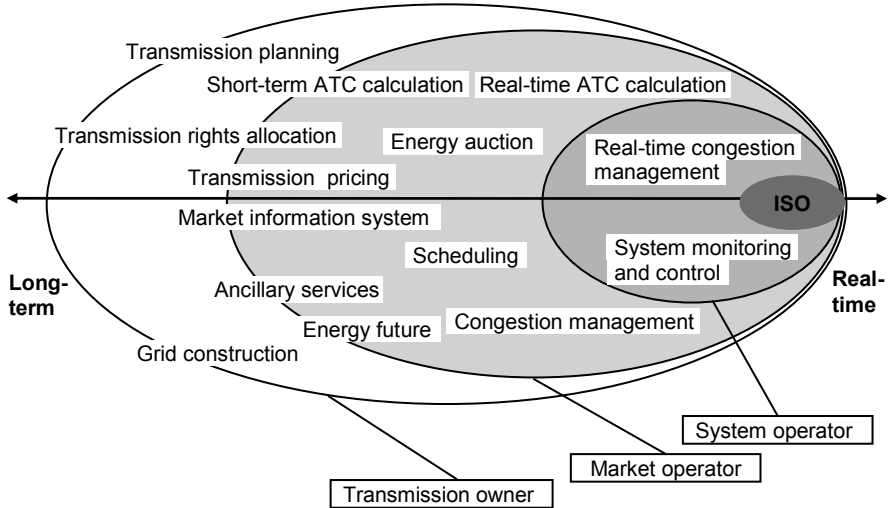 Transmission planning
Short-term ATC calculation
Real-time ATC calculation
Transmission rights allocation
Energy auction
Real-time congestion
management
Transmission pricing
ISO
Market information system
Scheduling
System monitoring
and control
Long-
term
Real-
time
Ancillary services
Energy future
Congestion management
Grid construction
System operator
Market operator
Transmission owner